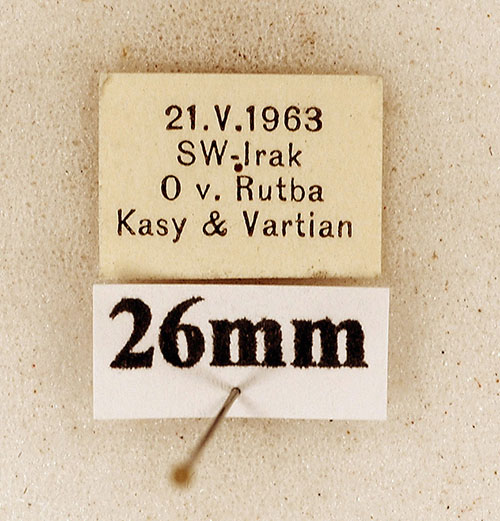 21.V.1963
SW-Irak
O v. Rutba
Kasy & Vartian
26mm